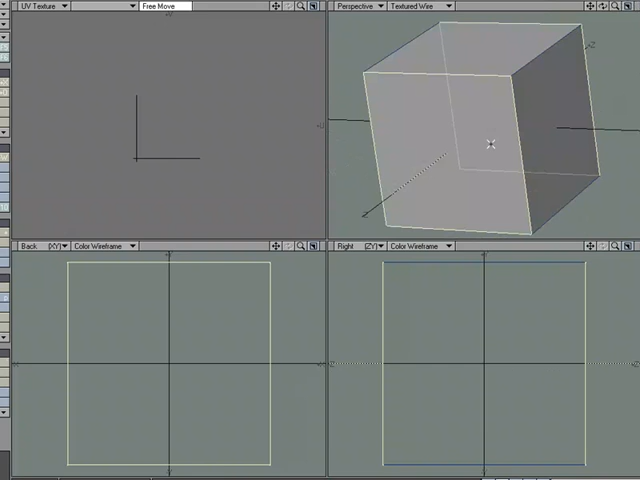 UV Texture Free Move
Perspective Textured Wire
Back (XY) Color Wireframe
Right (ZY) Color Wireframe